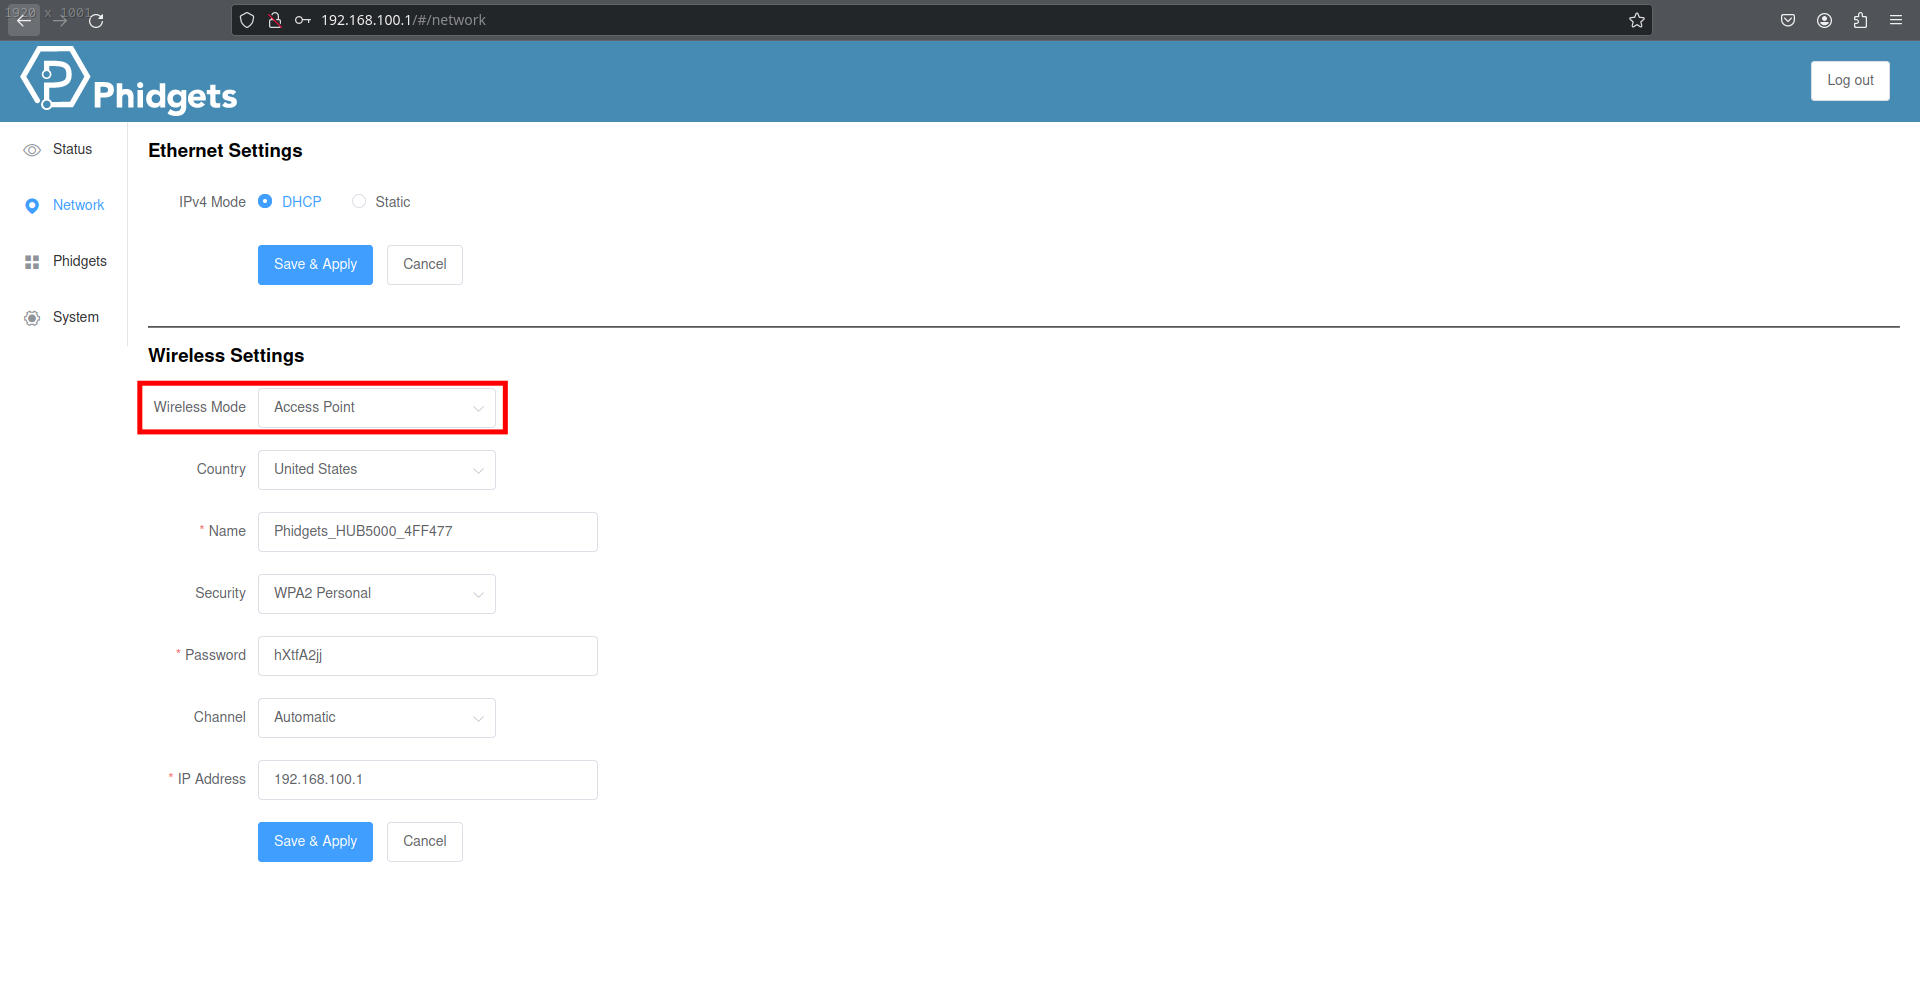 1920 x 1001
192.168.100.1/#/network
Phidgets
Log out
Status
Network
Phidgets
System
Ethernet Settings
IPv4 Mode DHCP Static
Save & Apply Cancel
Wireless Settings
Wireless Mode Access Point
Country United States
* Name Phidgets_HUB5000_4FF477
Security WPA2 Personal
* Password hXtfA2jj
Channel Automatic
* IP Address 192.168.100.1
Save & Apply Cancel